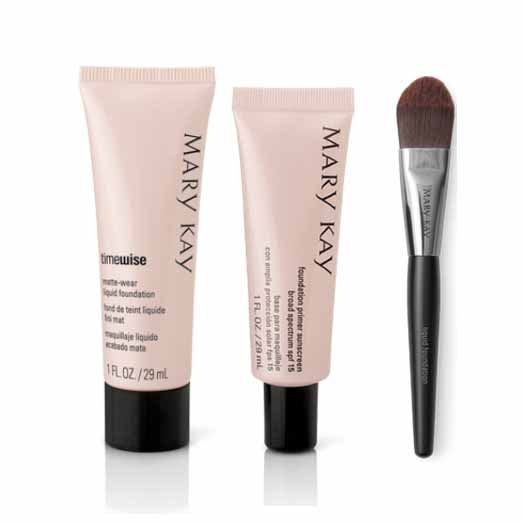 MARY KAY
timewise
matte-wear
liquid foundation
fond de teint liquide
fini mat
maquillaje líquido
acabado mate
1 FL. OZ. / 29 mL
MARY KAY
foundation primer sunscreen
broad spectrum spf 15
base para maquillaje
con amplia protección solar fps 15
1 FL. OZ. / 29 mL
MARY KAY
liquid foundation